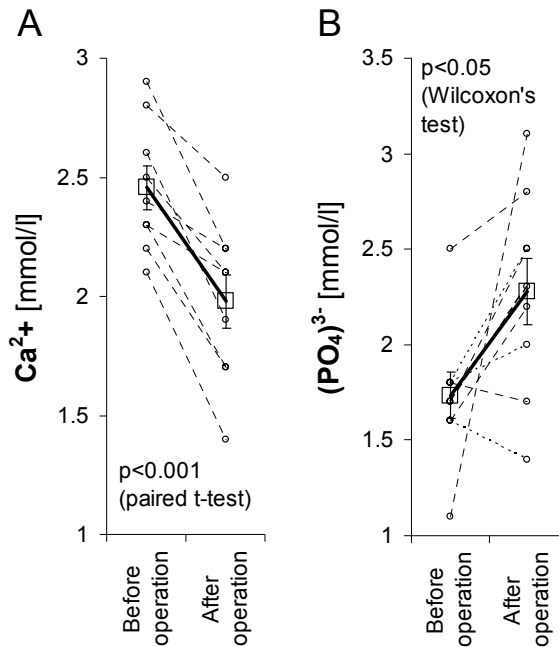 A
3
2.5
2
1.5
1
Ca²+ [mmol/l]
p<0.001
(paired t-test)
Before
operation
After
operation
B
3.5
3
2.5
2
1.5
1
(PO₄)³⁻ [mmol/l]
p<0.05
(Wilcoxon's
test)
Before
operation
After
operation